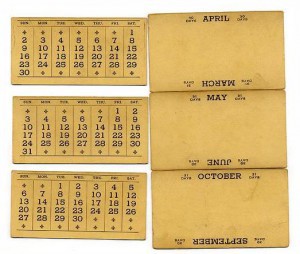 SUN. MON. TUE. WED. THU. FRI. SAT.
1
2 3 4 5 6 7 8
9 10 11 12 13 14 15
16 17 18 19 20 21 22
23 24 25 26 27 28 29
30
APRIL
DAYS DAYS
MARCH
SUN. MON. TUE. WED. THU. FRI. SAT.
1 2
3 4 5 6 7 8 9
10 11 12 13 14 15 16
17 18 19 20 21 22 23
24 25 26 27 28 29 30
31
MAY
DAYS DAYS
JUNE
SUN. MON. TUE. WED. THU. FRI. SAT.
1 2 3 4 5
6 7 8 9 10 11 12
13 14 15 16 17 18 19
20 21 22 23 24 25 26
27
OCTOBER
DAYS DAYS
SEPTEMBER